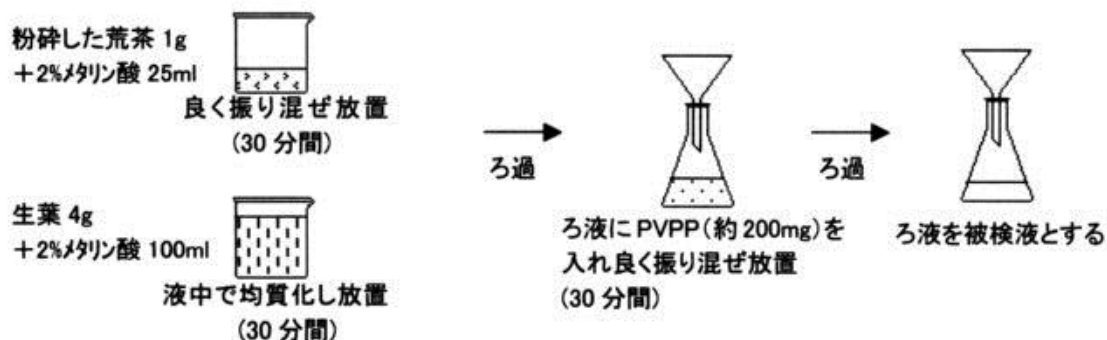 粉砕した荒茶 1g
＋2%メタリン酸 25ml
良く振り混ぜ放置
(30 分間)
生葉 4g
＋2%メタリン酸 100ml
液中で均質化し放置
(30 分間)
ろ過
ろ液に PVPP（約 200mg）を
入れ良く振り混ぜ放置
(30 分間)
ろ過
ろ液を被検液とする